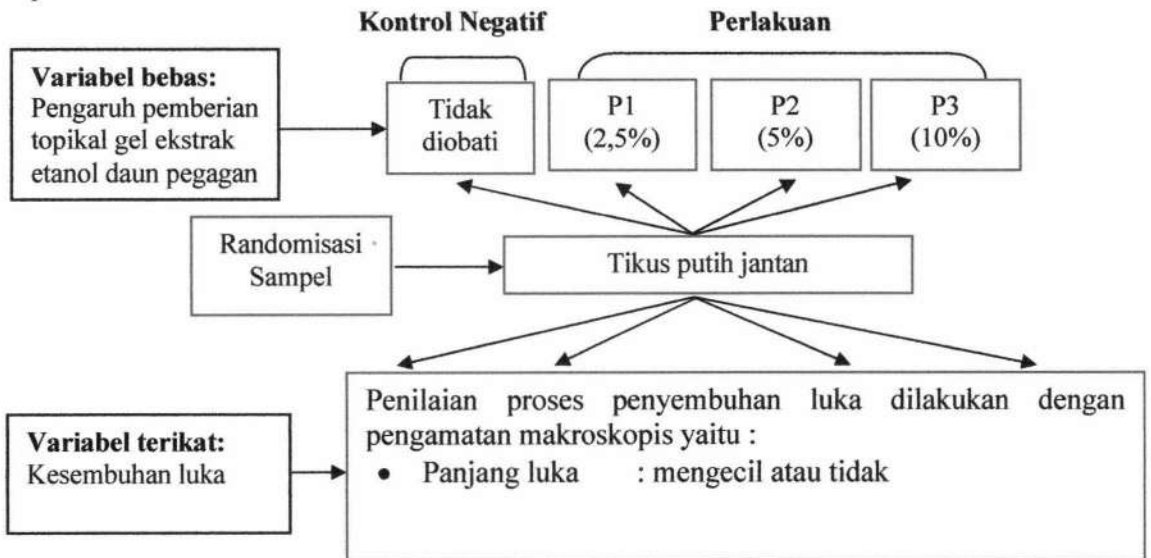 Kontrol Negatif
Perlakuan
Variabel bebas:
Pengaruh pemberian
topikal gel ekstrak
etanol daun pegagan
Tidak
diobati
P1
(2,5%)
P2
(5%)
P3
(10%)
Randomisasi
Sampel
Tikus putih jantan
Variabel terikat:
Kesembuhan luka
Penilaian proses penyembuhan luka dilakukan dengan
pengamatan makroskopis yaitu :
• Panjang luka : mengecil atau tidak